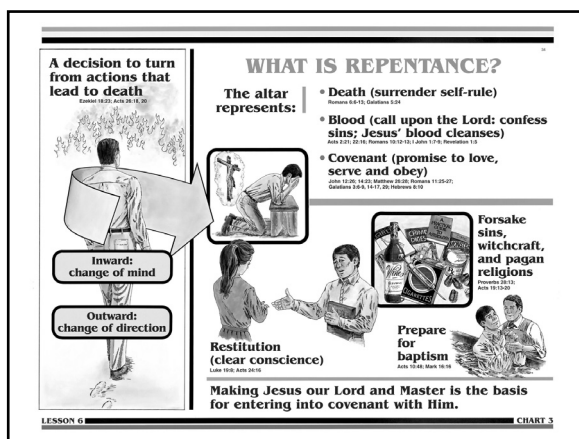 A decision to turn
from actions that
lead to death
Ezekiel 18:23; Acts 26:18, 20
Inward:
change of mind
Outward:
change of direction
WHAT IS REPENTANCE?
The altar
represents:
• Death (surrender self-rule)
Romans 6:6-13; Galatians 5:24
• Blood (call upon the Lord: confess
sins; Jesus' blood cleanses)
Acts 2:21; 22:16; Romans 10:12-13; I John 1:7-9; Revelation 1:5
• Covenant (promise to love,
serve and obey)
John 12:26; 14:23; Matthew 26:28; Romans 11:25-27;
Galatians 3:6-9, 14-17, 29; Hebrews 8:10
Forsake
sins,
witchcraft,
and pagan
religions
Proverbs 28:13;
Acts 19:13-20
CIGARETTES
Restitution
(clear conscience)
Luke 19:8; Acts 24:16
Prepare
for
baptism
Acts 10:48; Mark 16:16
Making Jesus our Lord and Master is the basis
for entering into covenant with Him.
LESSON 6
CHART 3